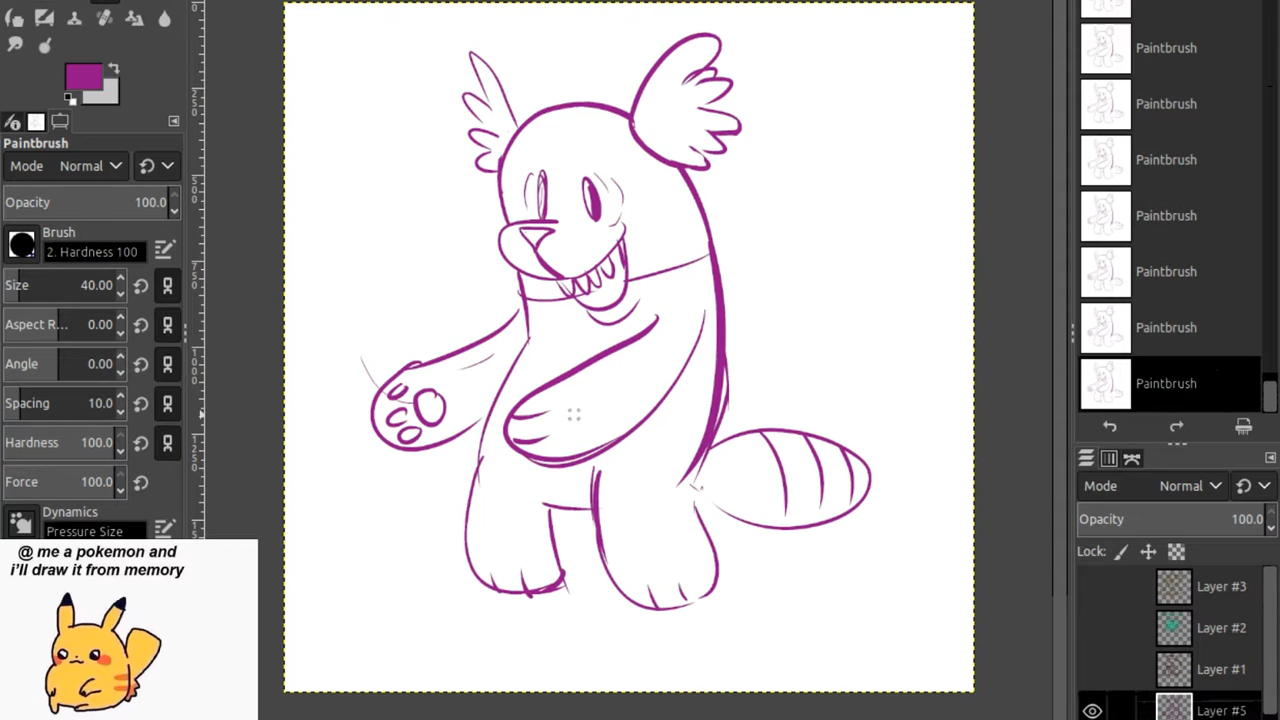 Paintbrush
Mode Normal
Opacity 100.0
Brush
2. Hardness 100
Size 40.00
Aspect R... 0.00
Angle 0.00
Spacing 10.0
Hardness 100.0
Force 100.0
Dynamics
Pressure Size
@ me a pokemon and
i'll draw it from memory
Paintbrush
Paintbrush
Paintbrush
Paintbrush
Paintbrush
Paintbrush
Paintbrush
Mode Normal
Opacity 100.0
Lock:
Layer #3
Layer #2
Layer #1
Layer #5